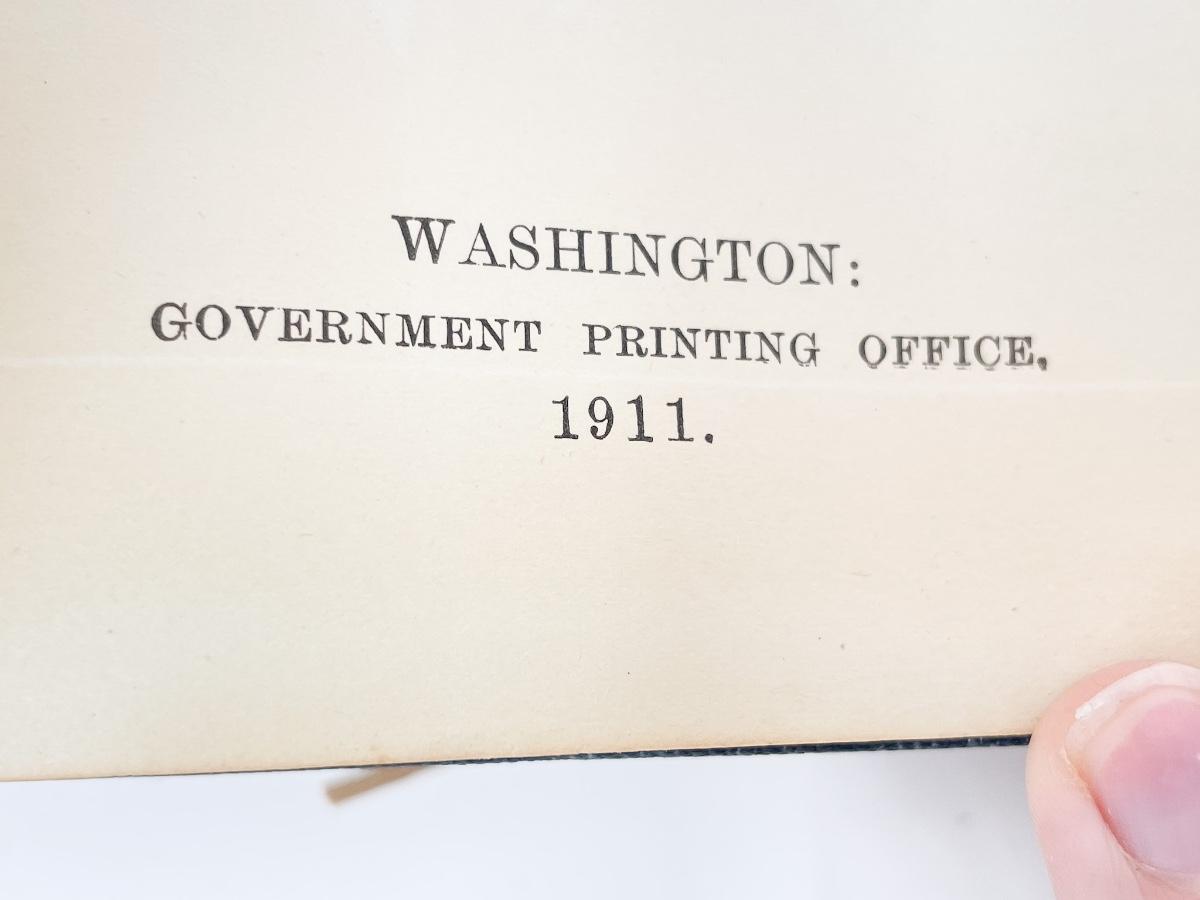 WASHINGTON:
GOVERNMENT PRINTING OFFICE.
1911.